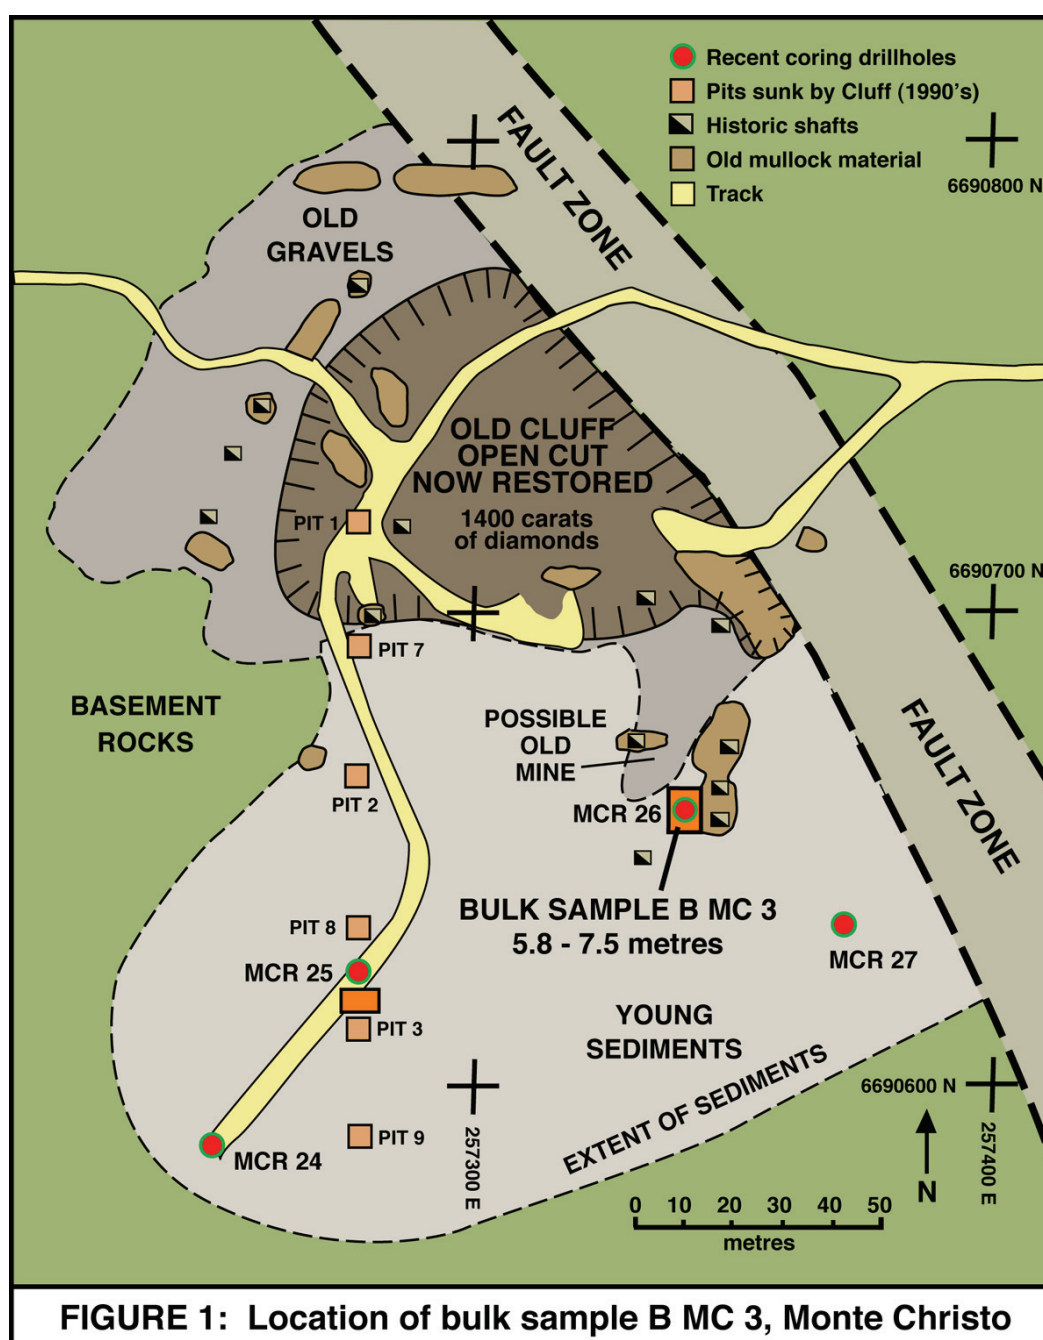 Recent coring drillholes
Pits sunk by Cluff (1990's)
Historic shafts
Old mullock material
Track
6690800 N
FAULT ZONE
OLD
GRAVELS
OLD CLUFF
OPEN CUT
NOW RESTORED
1400 carats
of diamonds
PIT 1
6690700 N
PIT 7
BASEMENT
ROCKS
POSSIBLE
OLD
MINE
FAULT ZONE
PIT 2
MCR 26
BULK SAMPLE B MC 3
5.8 - 7.5 metres
PIT 8
MCR 25
MCR 27
PIT 3
YOUNG
SEDIMENTS
EXTENT OF SEDIMENTS
6690600 N
PIT 9
MCR 24
257300 E
257400 E
N
0 10 20 30 40 50
metres
FIGURE 1: Location of bulk sample B MC 3, Monte Christo